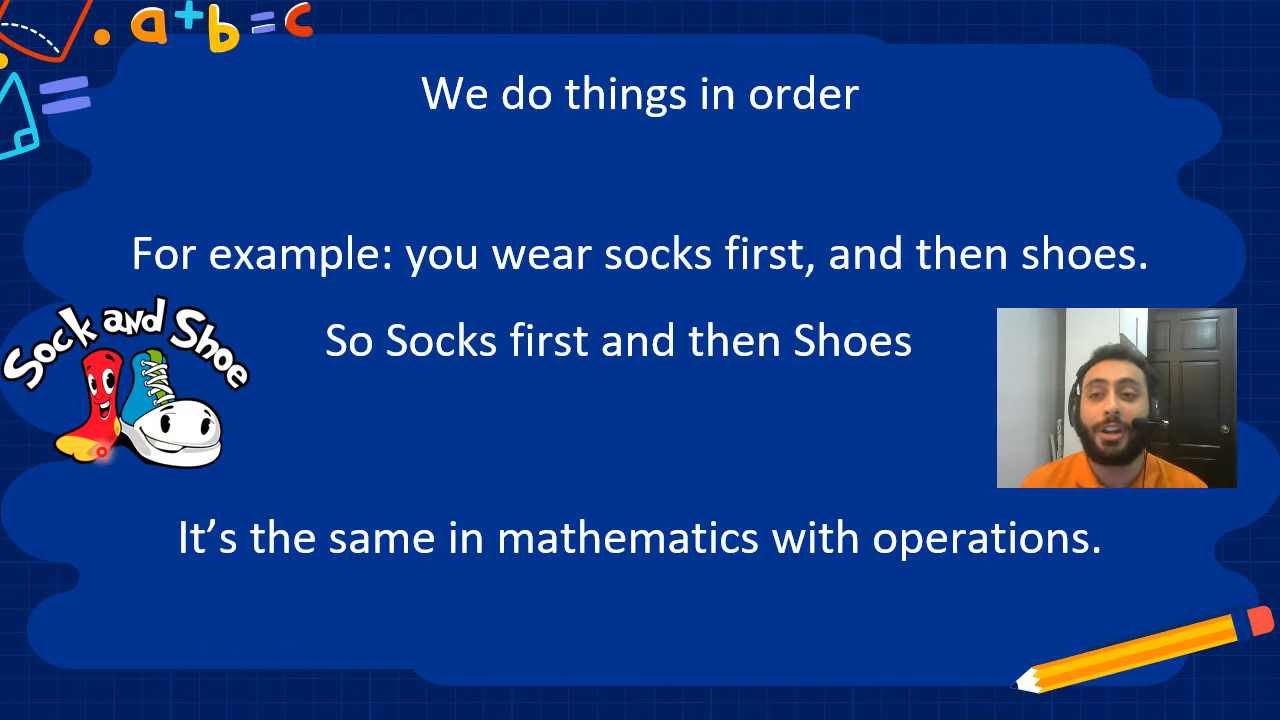 a+b=c
We do things in order
For example: you wear socks first, and then shoes.
Sock and Shoe
So Socks first and then Shoes
It’s the same in mathematics with operations.